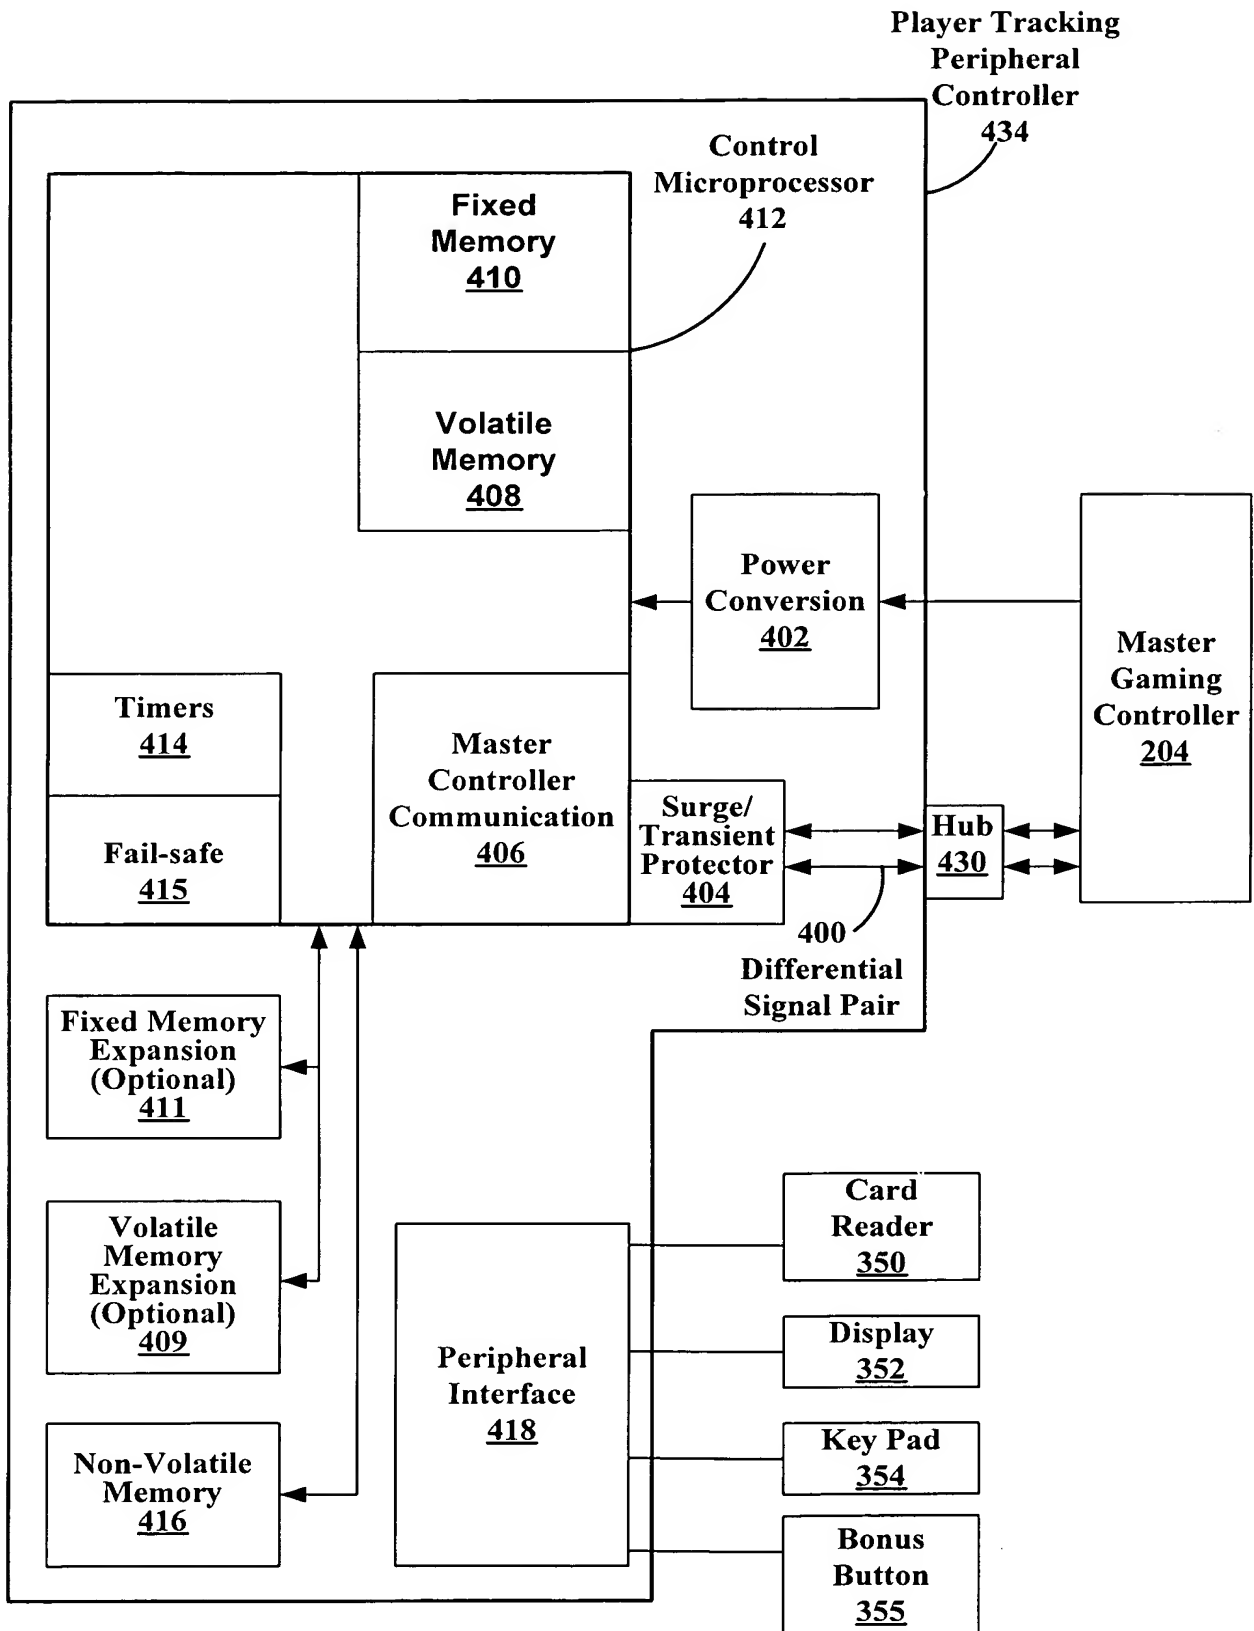 Player Tracking
Peripheral
Controller
434
Control
Microprocessor
412
Fixed
Memory
410
Volatile
Memory
408
Power
Conversion
402
Master
Gaming
Controller
204
Timers
414
Fail-safe
415
Master
Controller
Communication
406
Surge/
Transient
Protector
404
Hub
430
400
Differential
Signal Pair
Fixed Memory
Expansion
(Optional)
411
Volatile
Memory
Expansion
(Optional)
409
Non-Volatile
Memory
416
Peripheral
Interface
418
Card
Reader
350
Display
352
Key Pad
354
Bonus
Button
355